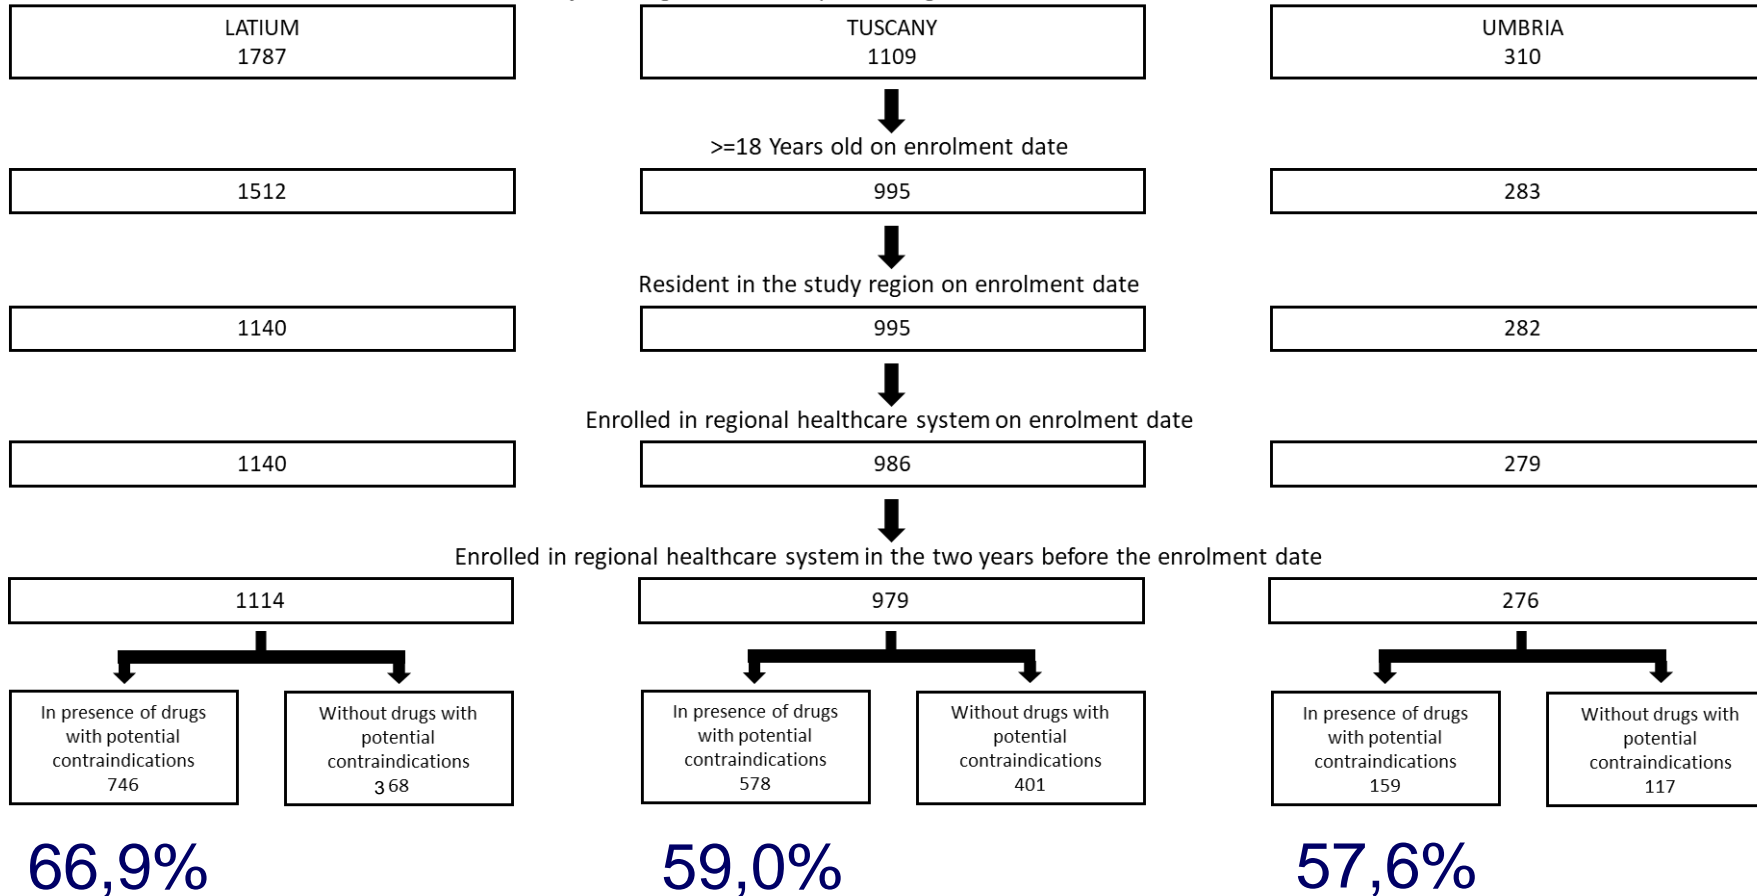 LATIUM
1787
TUSCANY
1109
UMBRIA
310
>=18 Years old on enrolment date
1512
995
283
Resident in the study region on enrolment date
1140
995
282
Enrolled in regional healthcare system on enrolment date
1140
986
279
Enrolled in regional healthcare system in the two years before the enrolment date
1114
979
276
In presence of drugs
with potential
contraindications
746
Without drugs with
potential
contraindications
368
In presence of drugs
with potential
contraindications
578
Without drugs with
potential
contraindications
401
In presence of drugs
with potential
contraindications
159
Without drugs with
potential
contraindications
117
66,9%
59,0%
57,6%